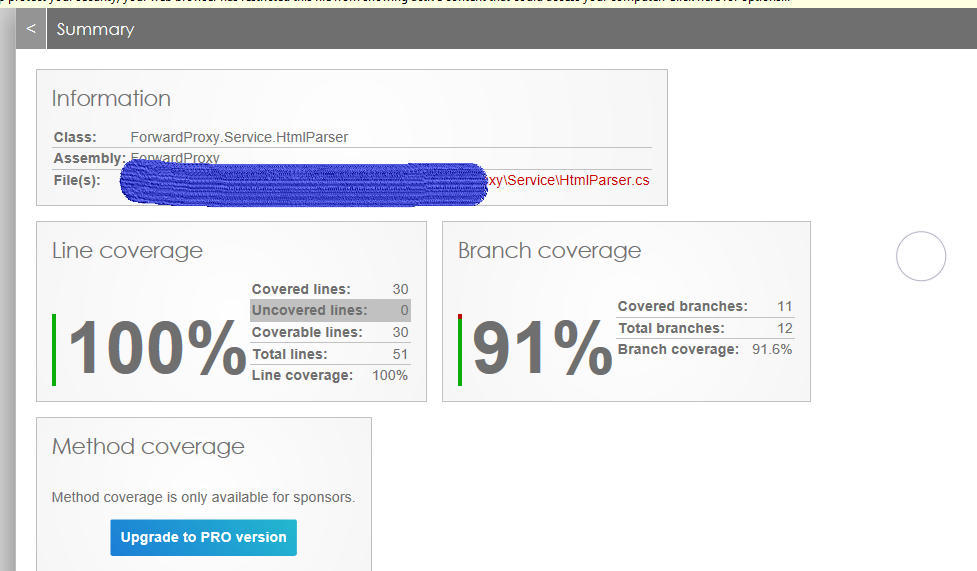 <
Summary
Information
Class: ForwardProxy.Service.HtmlParser
Assembly: ForwardProxy
File(s): xy\Service\HtmlParser.cs
Line coverage
100%
Covered lines: 30
Uncovered lines: 0
Coverable lines: 30
Total lines: 51
Line coverage: 100%
Branch coverage
91%
Covered branches: 11
Total branches: 12
Branch coverage: 91.6%
Method coverage
Method coverage is only available for sponsors.
Upgrade to PRO version